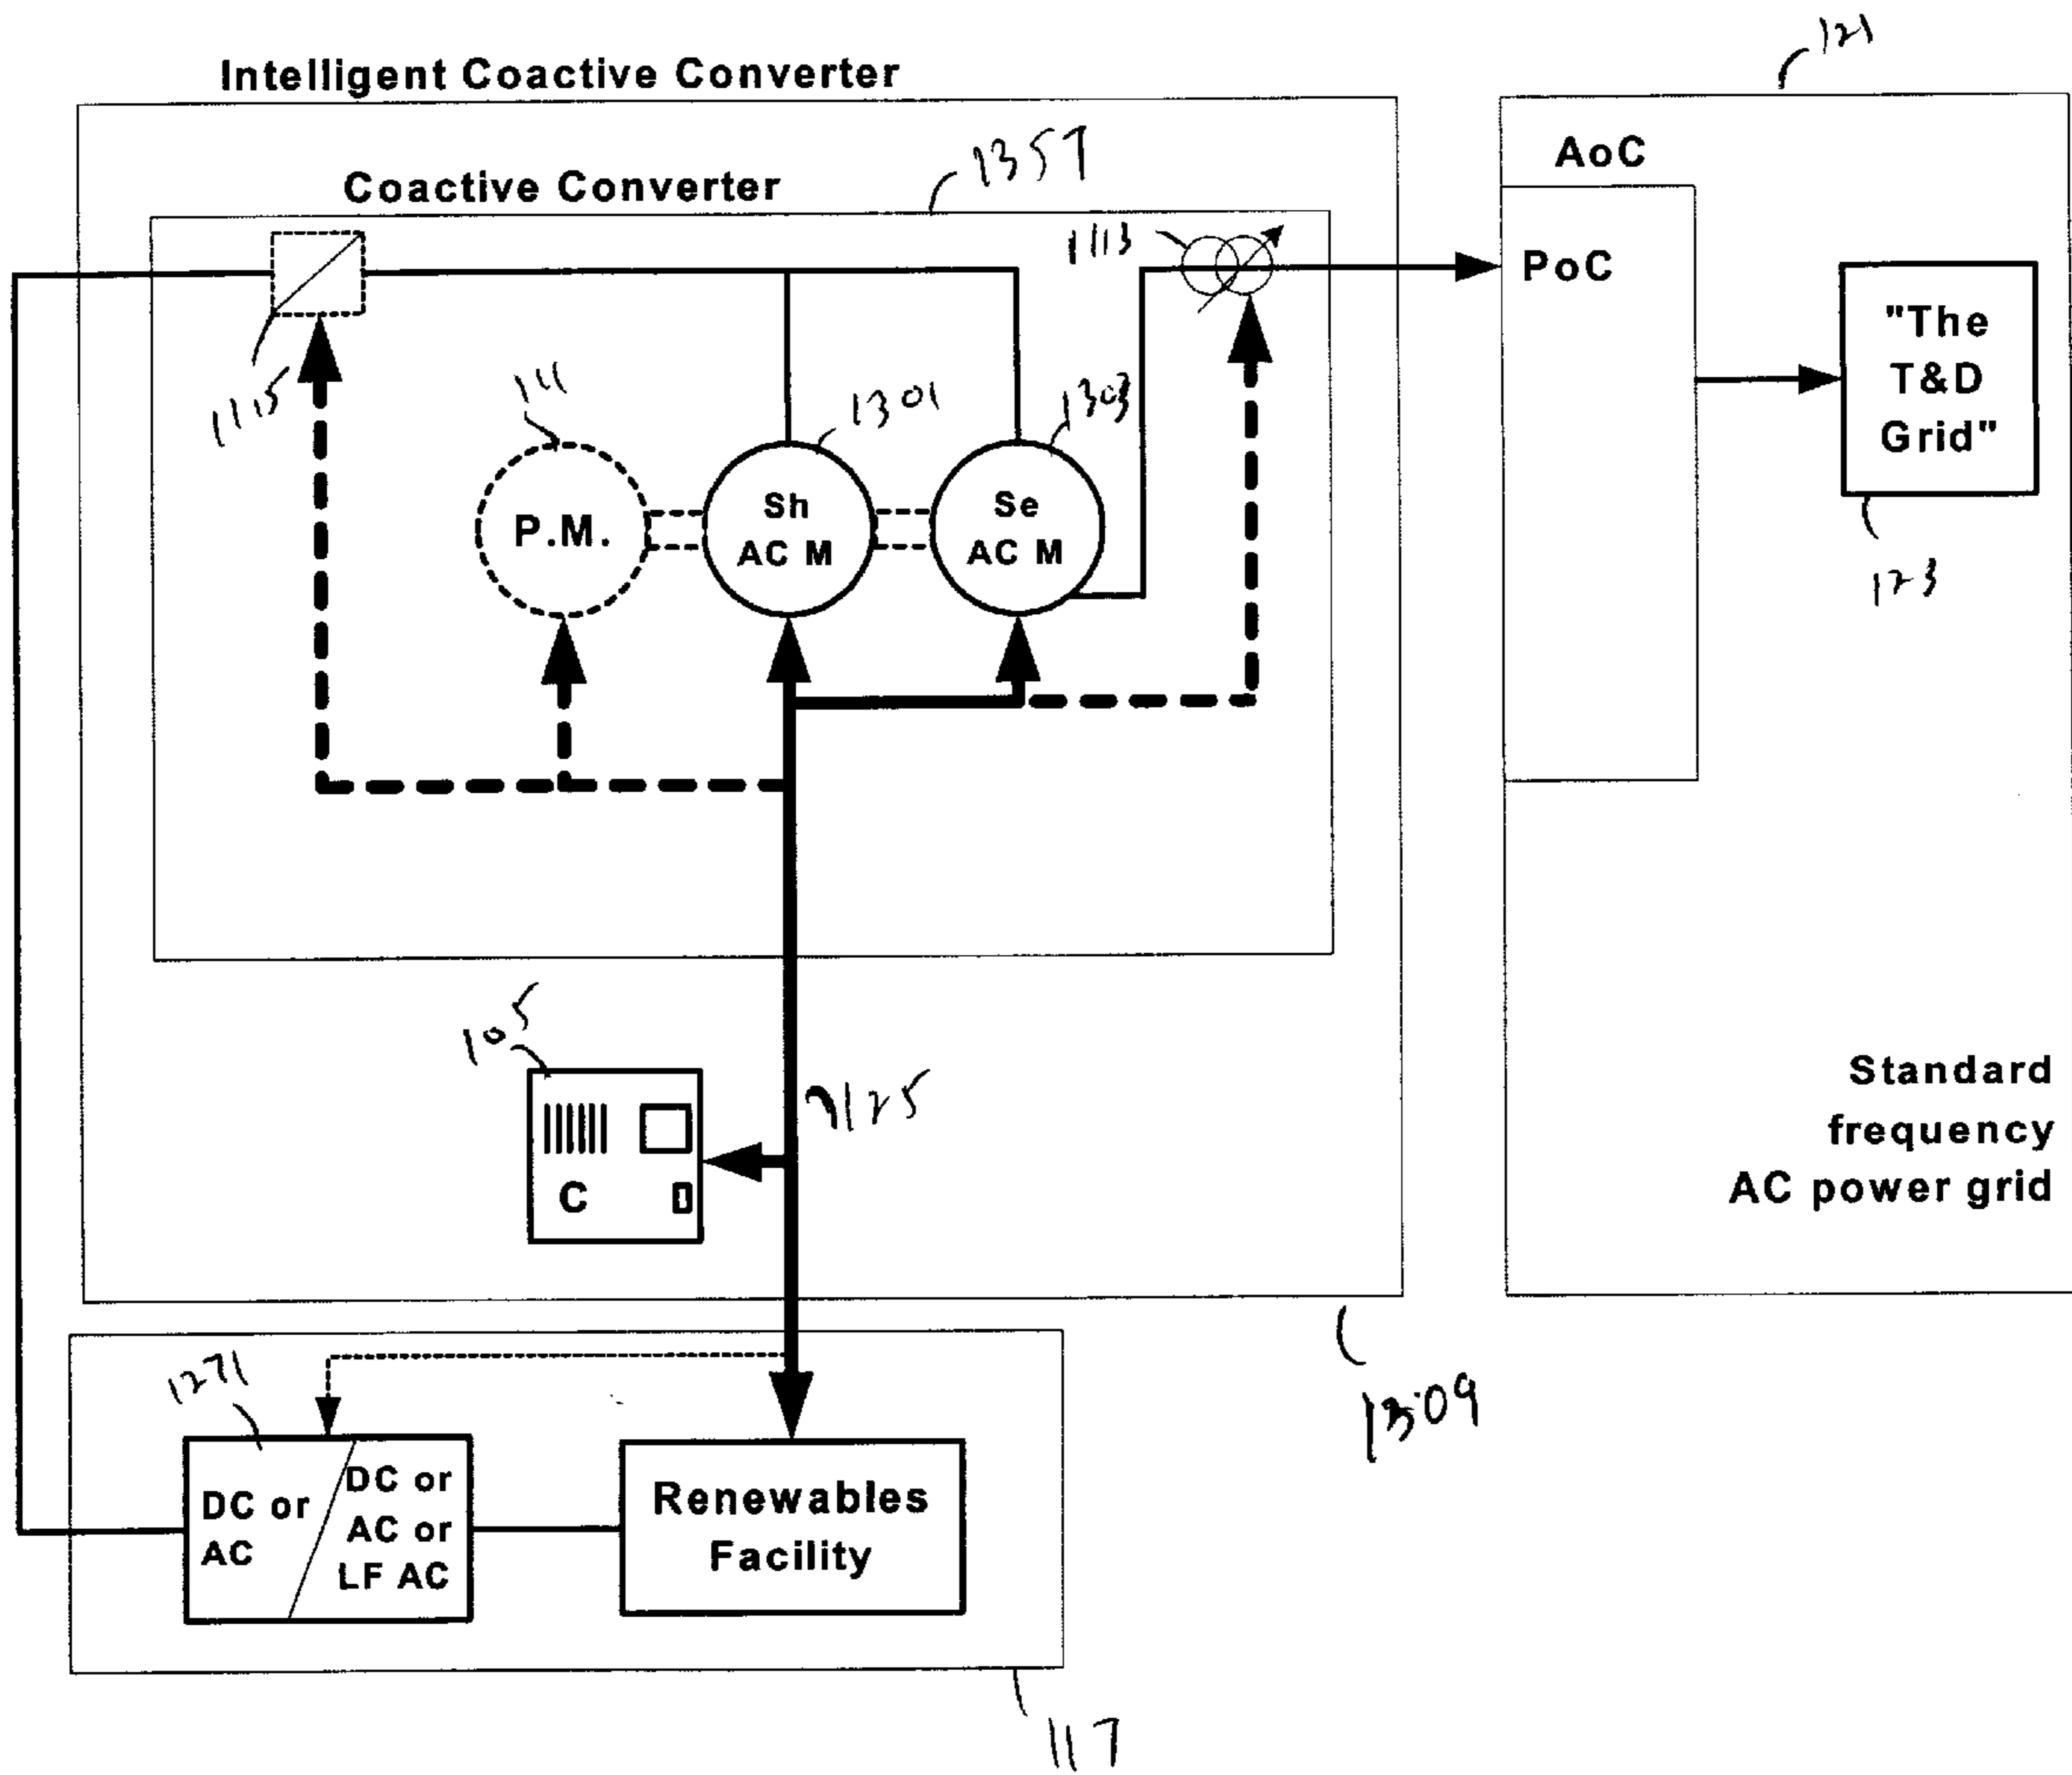 Intelligent Coactive Converter
121
Coactive Converter
1357
AoC
1113
PoC
"The
T&D
Grid"
1115
111
1301
1303
P.M.
Sh
AC M
Se
AC M
123
105
C
Standard
frequency
AC power grid
1309
1271
DC or
AC
DC or
AC or
LF AC
Renewables
Facility
117